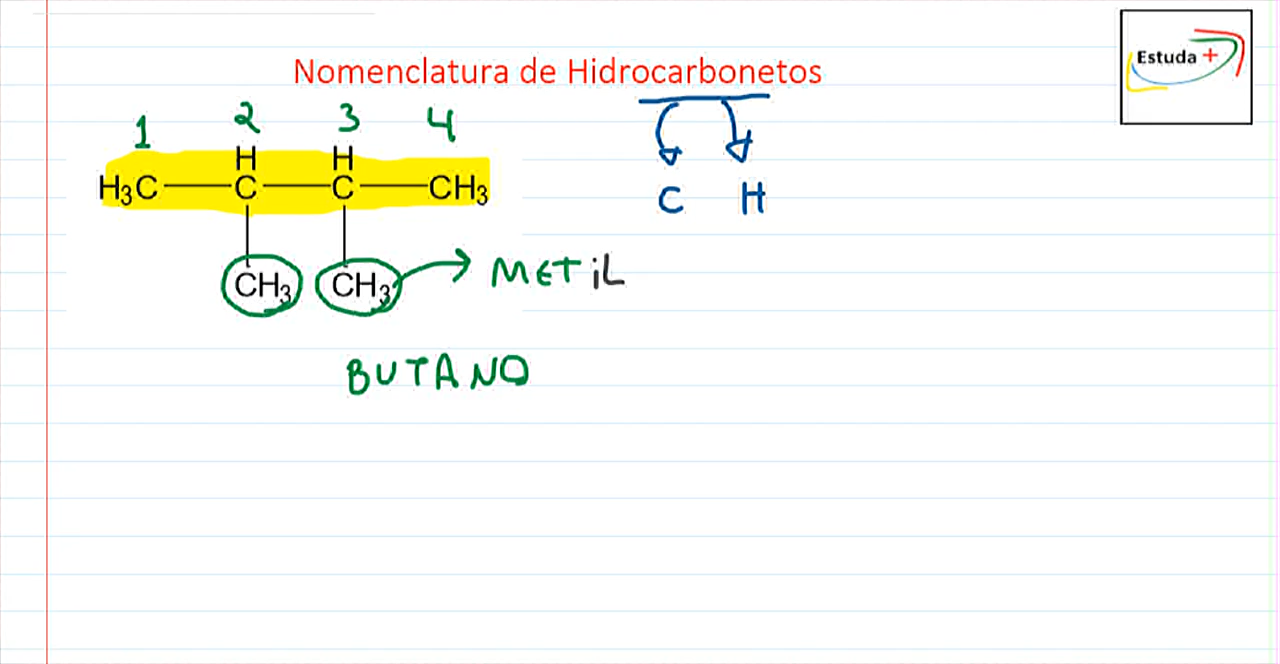 Estuda +
Nomenclatura de Hidrocarbonetos
1 2 3 4
H H
H₃C C C CH₃
C H
CH₃ CH₃ METiL
BUTANO